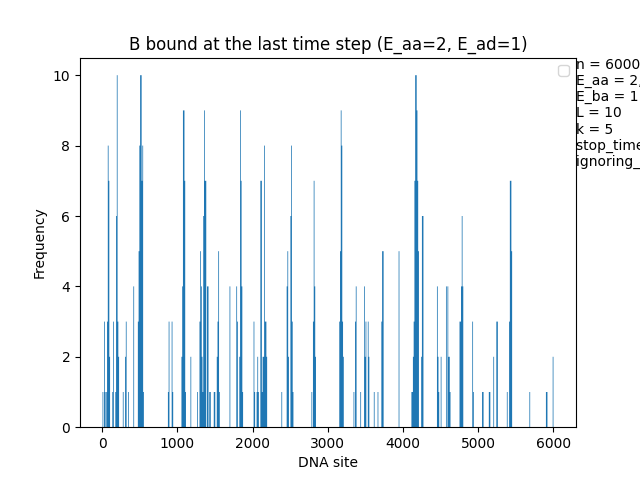 B bound at the last time step (E_aa=2, E_ad=1)
n = 6000
E_aa = 2,
E_ba = 1
L = 10
k = 5
stop_time
ignoring_
Frequency
10
8
6
4
2
0
0 1000 2000 3000 4000 5000 6000
DNA site